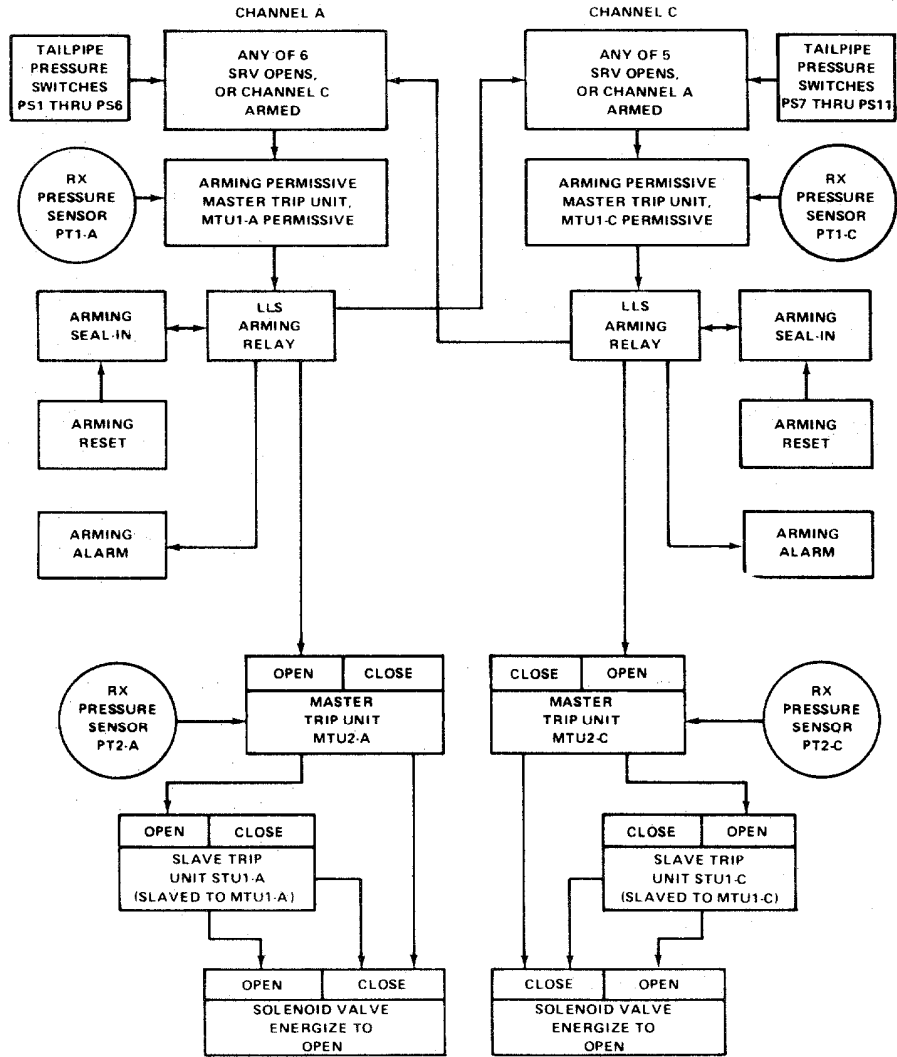 CHANNEL A
CHANNEL C
TAILPIPE
PRESSURE
SWITCHES
PS1 THRU PS6
ANY OF 6
SRV OPENS,
OR CHANNEL C
ARMED
ANY OF 5
SRV OPENS,
OR CHANNEL A
ARMED
TAILPIPE
PRESSURE
SWITCHES
PS7 THRU PS11
RX
PRESSURE
SENSOR
PT1-A
ARMING PERMISSIVE
MASTER TRIP UNIT,
MTU1-A PERMISSIVE
ARMING PERMISSIVE
MASTER TRIP UNIT,
MTU1-C PERMISSIVE
RX
PRESSURE
SENSOR
PT1-C
ARMING
SEAL-IN
LLS
ARMING
RELAY
LLS
ARMING
RELAY
ARMING
SEAL-IN
ARMING
RESET
ARMING
RESET
ARMING
ALARM
ARMING
ALARM
RX
PRESSURE
SENSOR
PT2-A
OPEN
CLOSE
MASTER
TRIP UNIT
MTU2-A
CLOSE
OPEN
MASTER
TRIP UNIT
MTU2-C
RX
PRESSURE
SENSOR
PT2-C
OPEN
CLOSE
SLAVE TRIP
UNIT STU1-A
(SLAVED TO MTU1-A)
CLOSE
OPEN
SLAVE TRIP
UNIT STU1-C
(SLAVED TO MTU1-C)
OPEN
CLOSE
SOLENOID VALVE
ENERGIZE TO
OPEN
CLOSE
OPEN
SOLENOID VALVE
ENERGIZE TO
OPEN